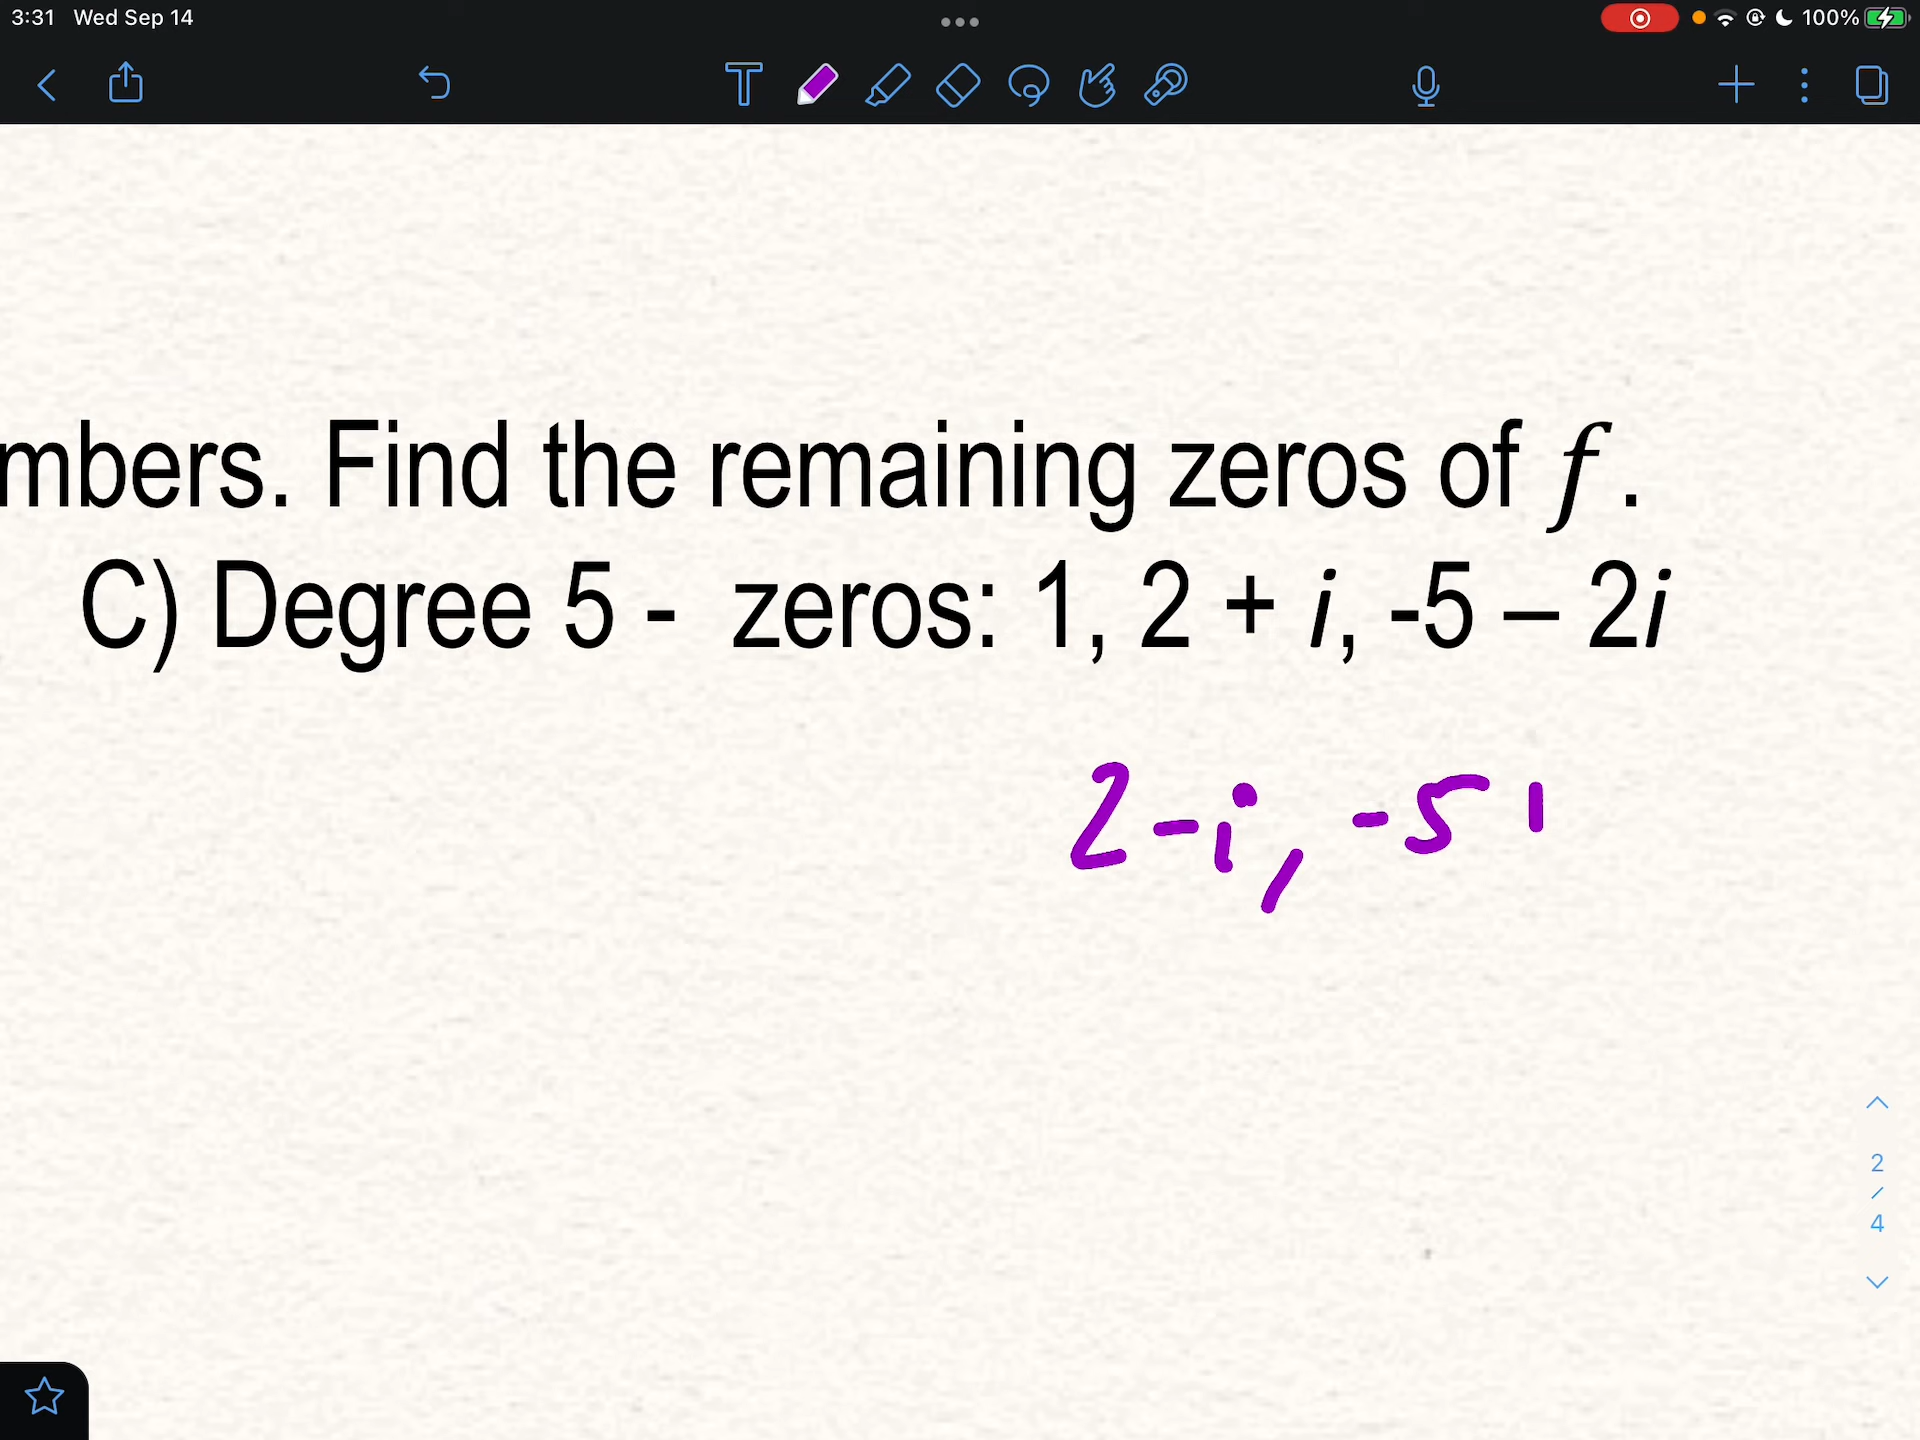 3:31 Wed Sep 14
100%
mbers. Find the remaining zeros of f.
C) Degree 5 - zeros: 1, 2 + i, -5 – 2i
2-i, -5 ı
2
/
4